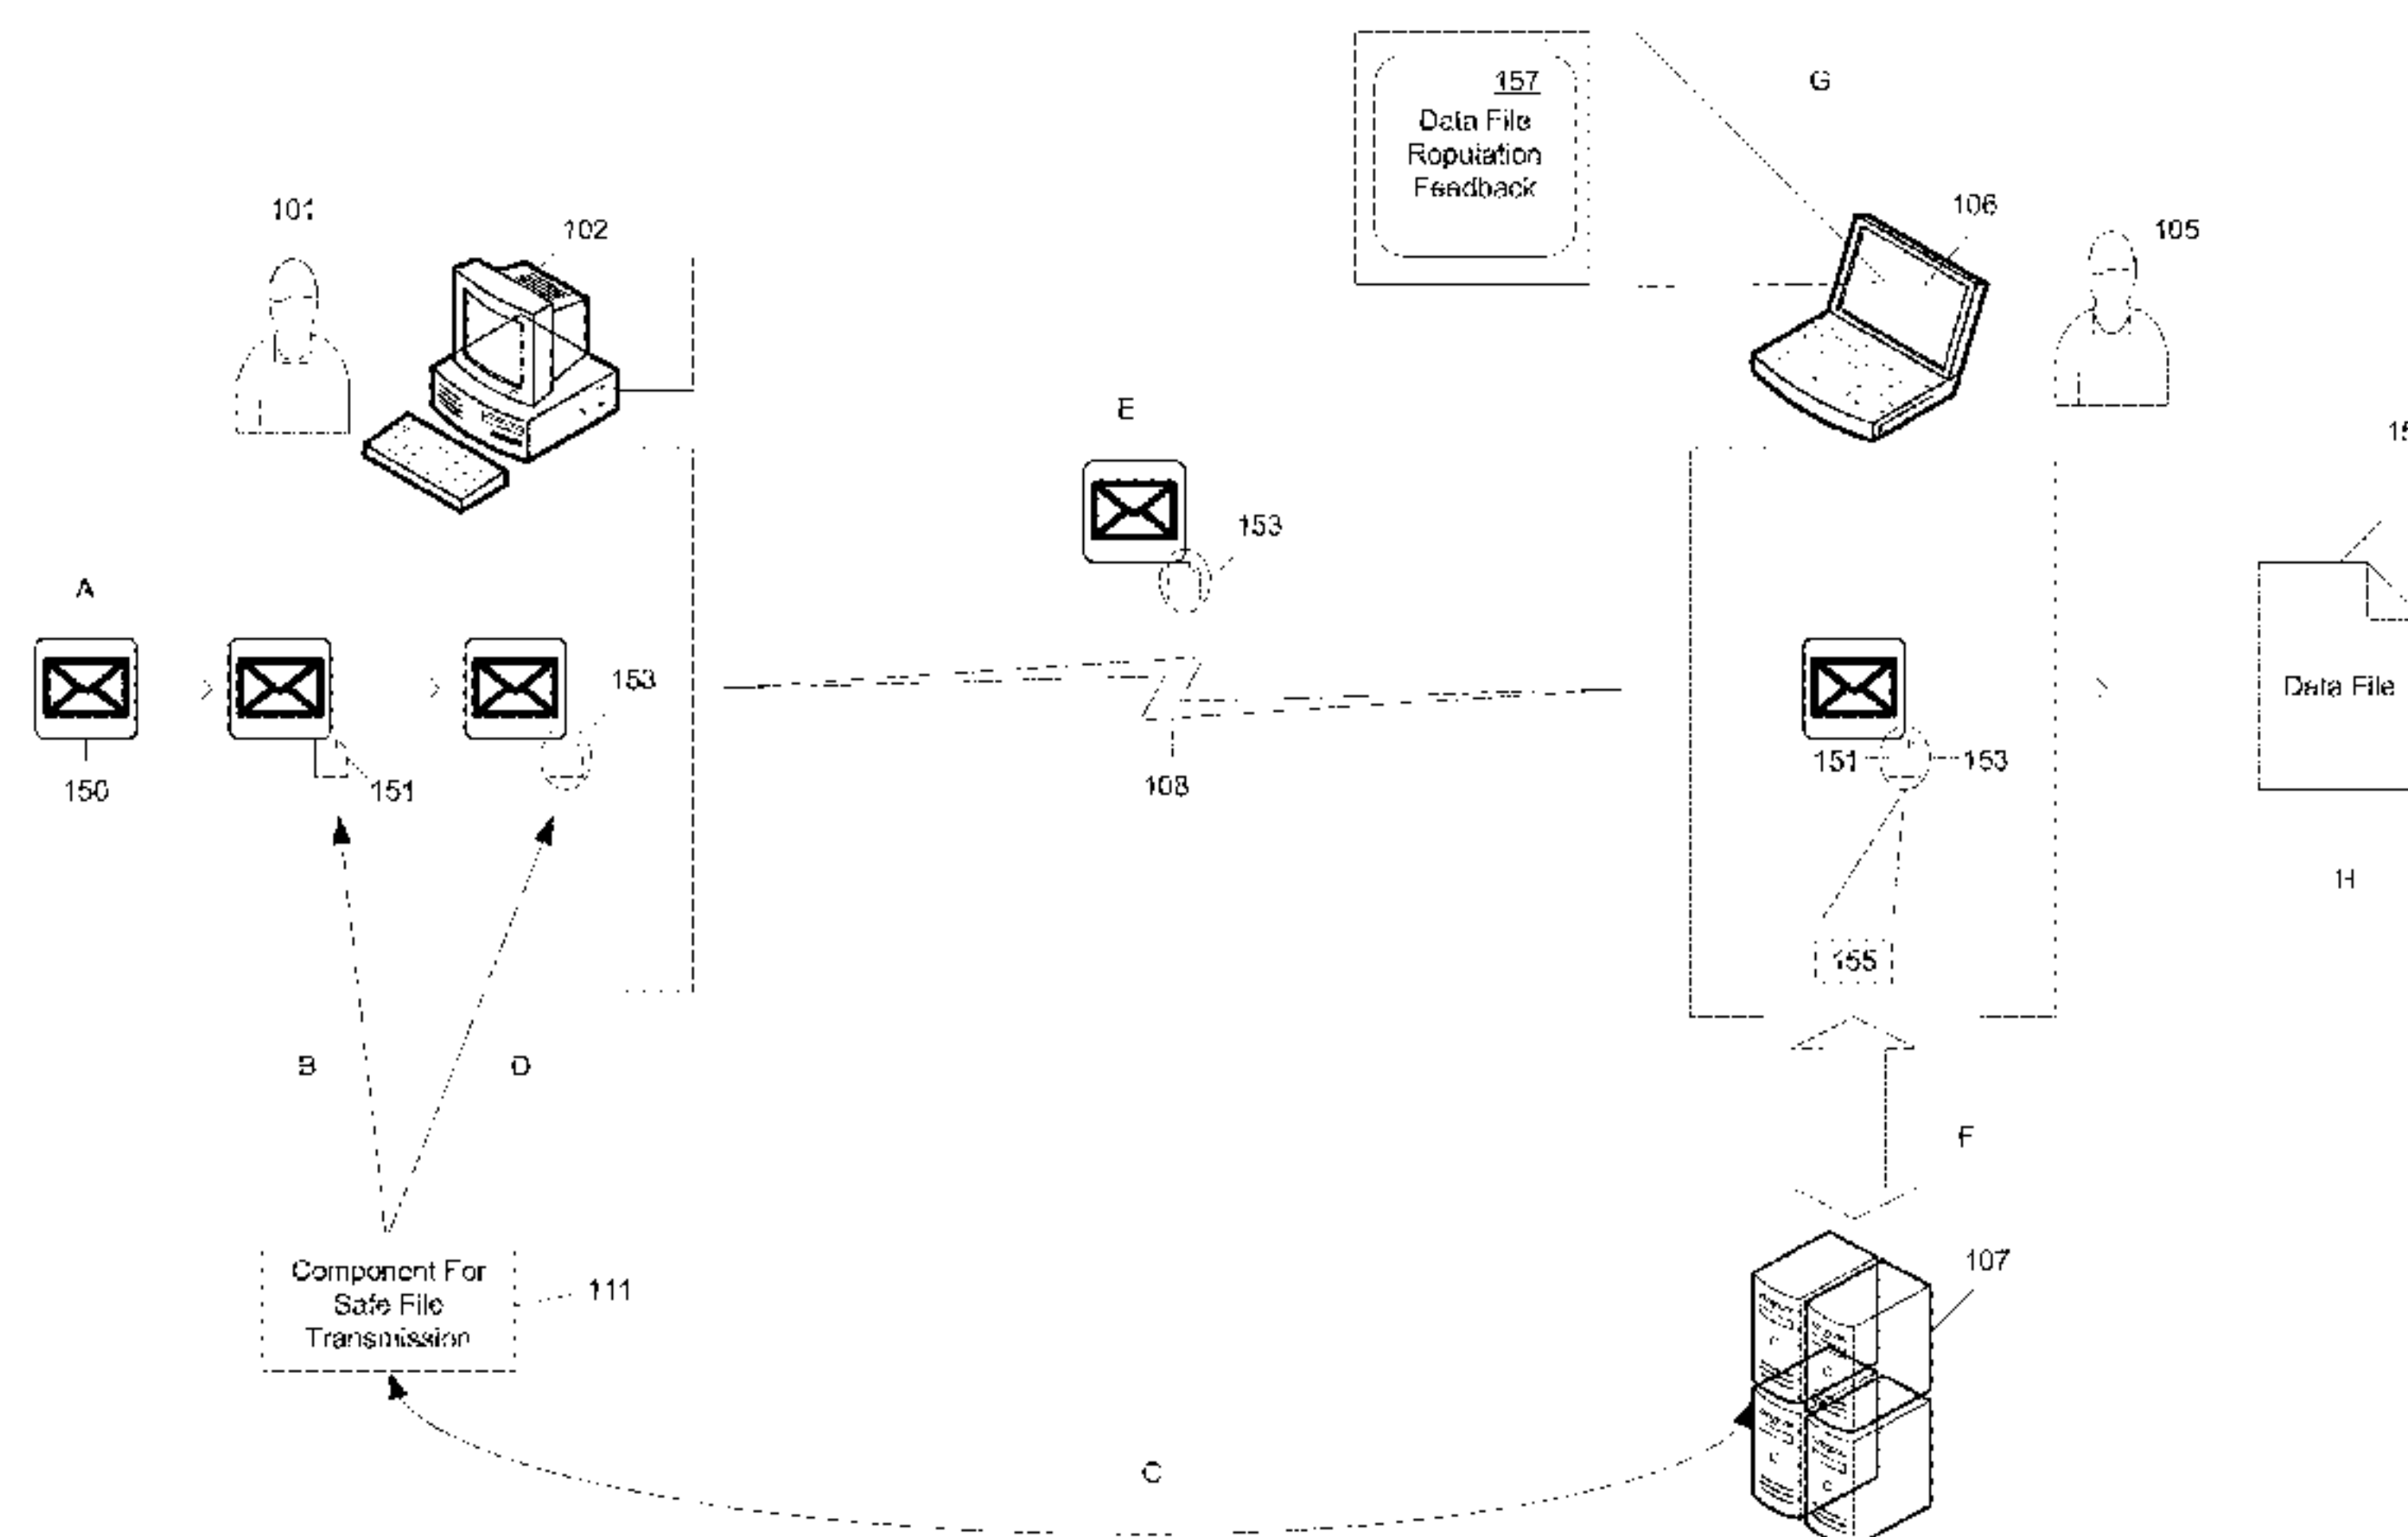 157
Data File
Roputation
Feedback
G
101
102
106
105
E
153
A
153
Data File
150
151
108
151
153
H
155
B
D
F
Component For
Safe File
Transmission
111
107
C